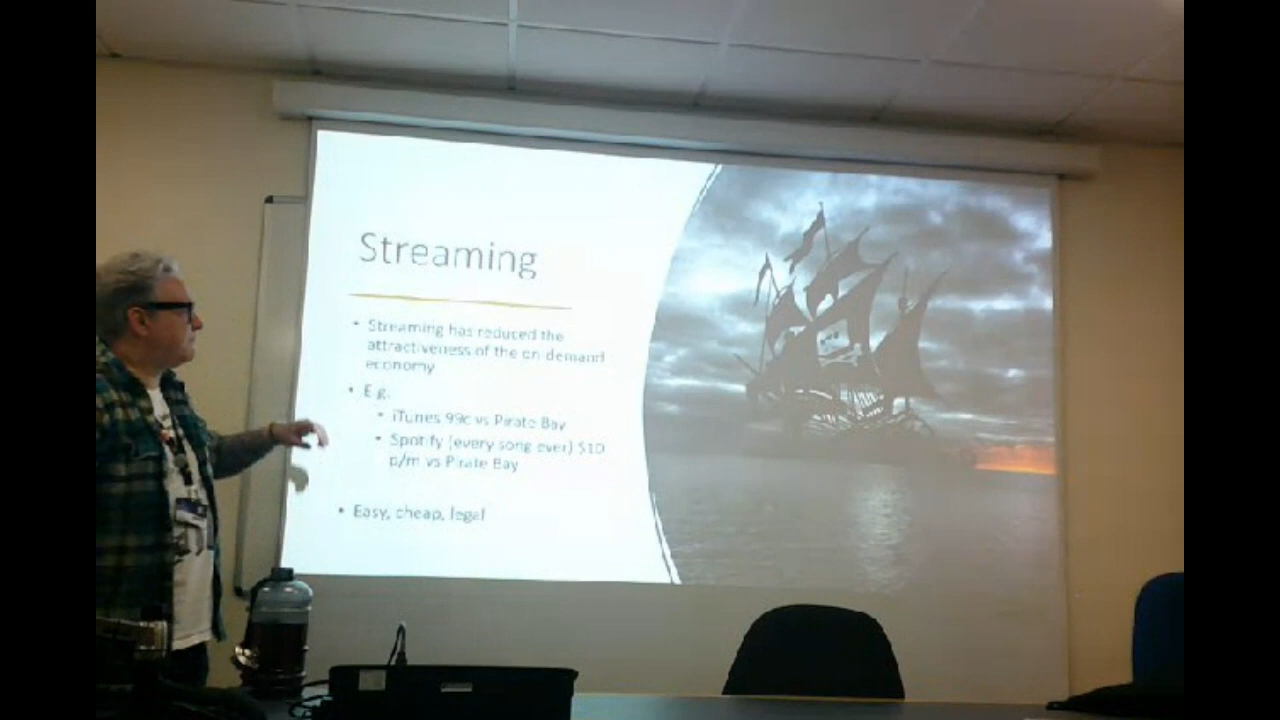 Streaming
• Streaming has reduced the
attractiveness of the on demand
economy
• E.g.
• iTunes 99c vs Pirate Bay
• Spotify (every song ever) $10
p/m vs Pirate Bay
• Easy, cheap, legal